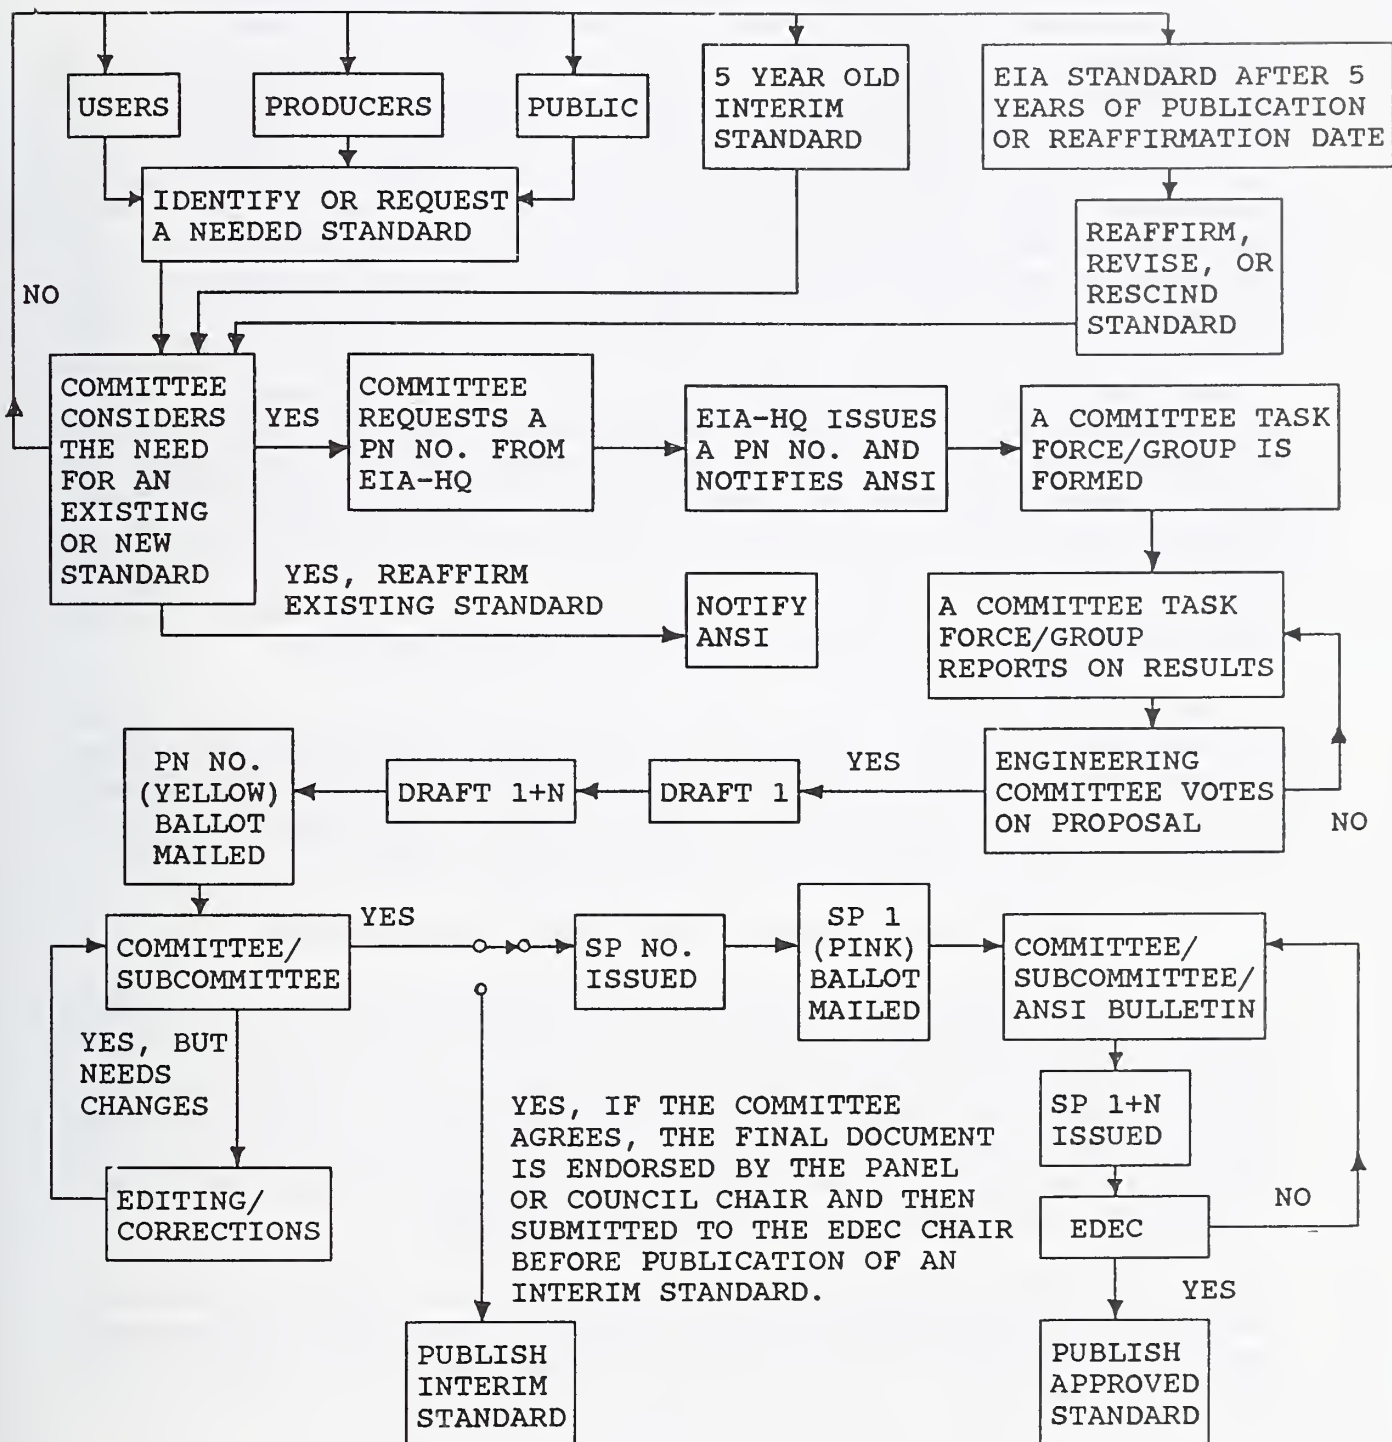 USERS
PRODUCERS
PUBLIC
5 YEAR OLD
INTERIM
STANDARD
EIA STANDARD AFTER 5
YEARS OF PUBLICATION
OR REAFFIRMATION DATE
IDENTIFY OR REQUEST
A NEEDED STANDARD
REAFFIRM,
REVISE, OR
RESCIND
STANDARD
NO
COMMITTEE
CONSIDERS
THE NEED
FOR AN
EXISTING
OR NEW
STANDARD
YES
COMMITTEE
REQUESTS A
PN NO. FROM
EIA-HQ
EIA-HQ ISSUES
A PN NO. AND
NOTIFIES ANSI
A COMMITTEE TASK
FORCE/GROUP IS
FORMED
YES, REAFFIRM
EXISTING STANDARD
NOTIFY
ANSI
A COMMITTEE TASK
FORCE/GROUP
REPORTS ON RESULTS
ENGINEERING
COMMITTEE VOTES
ON PROPOSAL
NO
YES
DRAFT 1
DRAFT 1+N
PN NO.
(YELLOW)
BALLOT
MAILED
COMMITTEE/
SUBCOMMITTEE
YES
SP NO.
ISSUED
SP 1
(PINK)
BALLOT
MAILED
COMMITTEE/
SUBCOMMITTEE/
ANSI BULLETIN
YES, BUT
NEEDS
CHANGES
EDITING/
CORRECTIONS
YES, IF THE COMMITTEE
AGREES, THE FINAL DOCUMENT
IS ENDORSED BY THE PANEL
OR COUNCIL CHAIR AND THEN
SUBMITTED TO THE EDEC CHAIR
BEFORE PUBLICATION OF AN
INTERIM STANDARD.
SP 1+N
ISSUED
EDEC
NO
YES
PUBLISH
INTERIM
STANDARD
PUBLISH
APPROVED
STANDARD